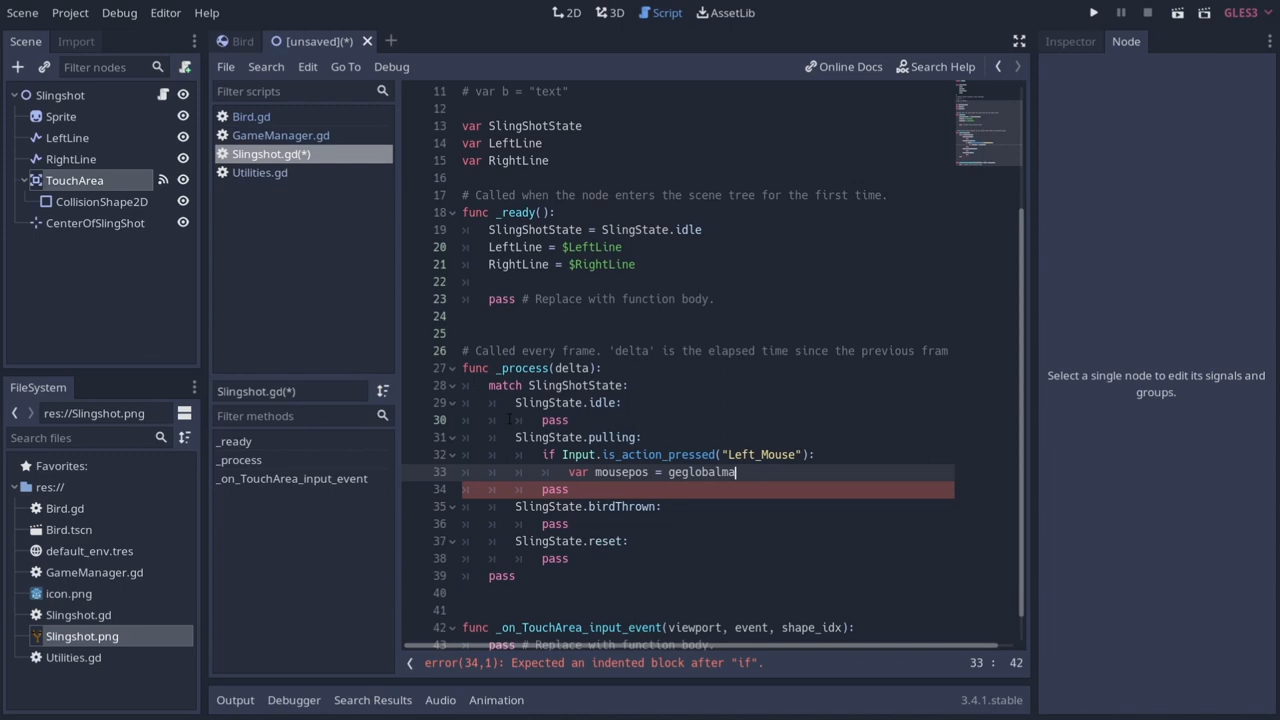 Scene Project Debug Editor Help
2D 3D Script AssetLib
GLES3
Scene Import
Filter nodes
Slingshot
Sprite
LeftLine
RightLine
TouchArea
CollisionShape2D
CenterOfSlingShot
FileSystem
res://Slingshot.png
Search files
Favorites:
res://
Bird.gd
Bird.tscn
default_env.tres
GameManager.gd
icon.png
Slingshot.gd
Slingshot.png
Utilities.gd
Bird [unsaved](*)
File Search Edit Go To Debug
Online Docs Search Help
Filter scripts
Bird.gd
GameManager.gd
Slingshot.gd(*)
Utilities.gd
Slingshot.gd(*)
Filter methods
_ready
_process
_on_TouchArea_input_event
11 # var b = "text"
12
13 var SlingShotState
14 var LeftLine
15 var RightLine
16
17 # Called when the node enters the scene tree for the first time.
18 func _ready():
19 SlingShotState = SlingState.idle
20 LeftLine = $LeftLine
21 RightLine = $RightLine
22
23 pass # Replace with function body.
24
25
26 # Called every frame. 'delta' is the elapsed time since the previous fram
27 func _process(delta):
28 match SlingShotState:
29 SlingState.idle:
30 pass
31 SlingState.pulling:
32 if Input.is_action_pressed("Left_Mouse"):
33 var mousepos = geglobalma
34 pass
35 SlingState.birdThrown:
36 pass
37 SlingState.reset:
38 pass
39 pass
40
41
42 func _on_TouchArea_input_event(viewport, event, shape_idx):
43 pass # Replace with function body.
error(34,1): Expected an indented block after "if".
33 : 42
Output Debugger Search Results Audio Animation
3.4.1.stable
Inspector Node
Select a single node to edit its signals and
groups.